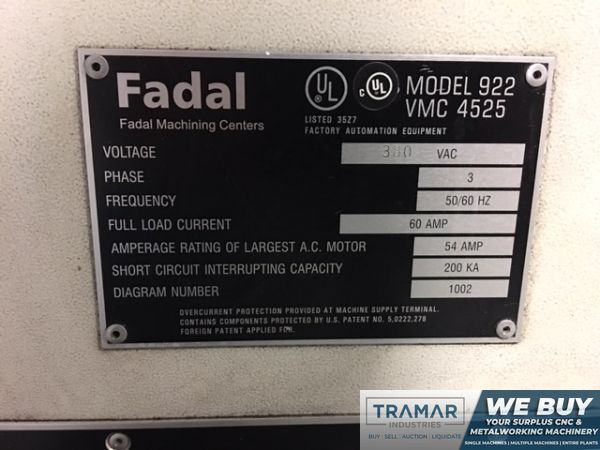 Fadal
Fadal Machining Centers
UL
LISTED 3527
FACTORY AUTOMATION EQUIPMENT
c UL
MODEL 922
VMC 4525
VOLTAGE VAC
PHASE 3
FREQUENCY 50/60 HZ
FULL LOAD CURRENT 60 AMP
AMPERAGE RATING OF LARGEST A.C. MOTOR 54 AMP
SHORT CIRCUIT INTERRUPTING CAPACITY 200 KA
DIAGRAM NUMBER 1002
OVERCURRENT PROTECTION PROVIDED AT MACHINE SUPPLY TERMINAL.
CONTAINS COMPONENTS PROTECTED BY U.S. PATENT NO. 5,0222,278
FOREIGN PATENT APPLIED FOR.
TRAMAR
INDUSTRIES
BUY | SELL | AUCTION | LIQUIDATE
WE BUY
YOUR SURPLUS CNC &
METALWORKING MACHINERY
SINGLE MACHINES | MULTIPLE MACHINES | ENTIRE PLANTS